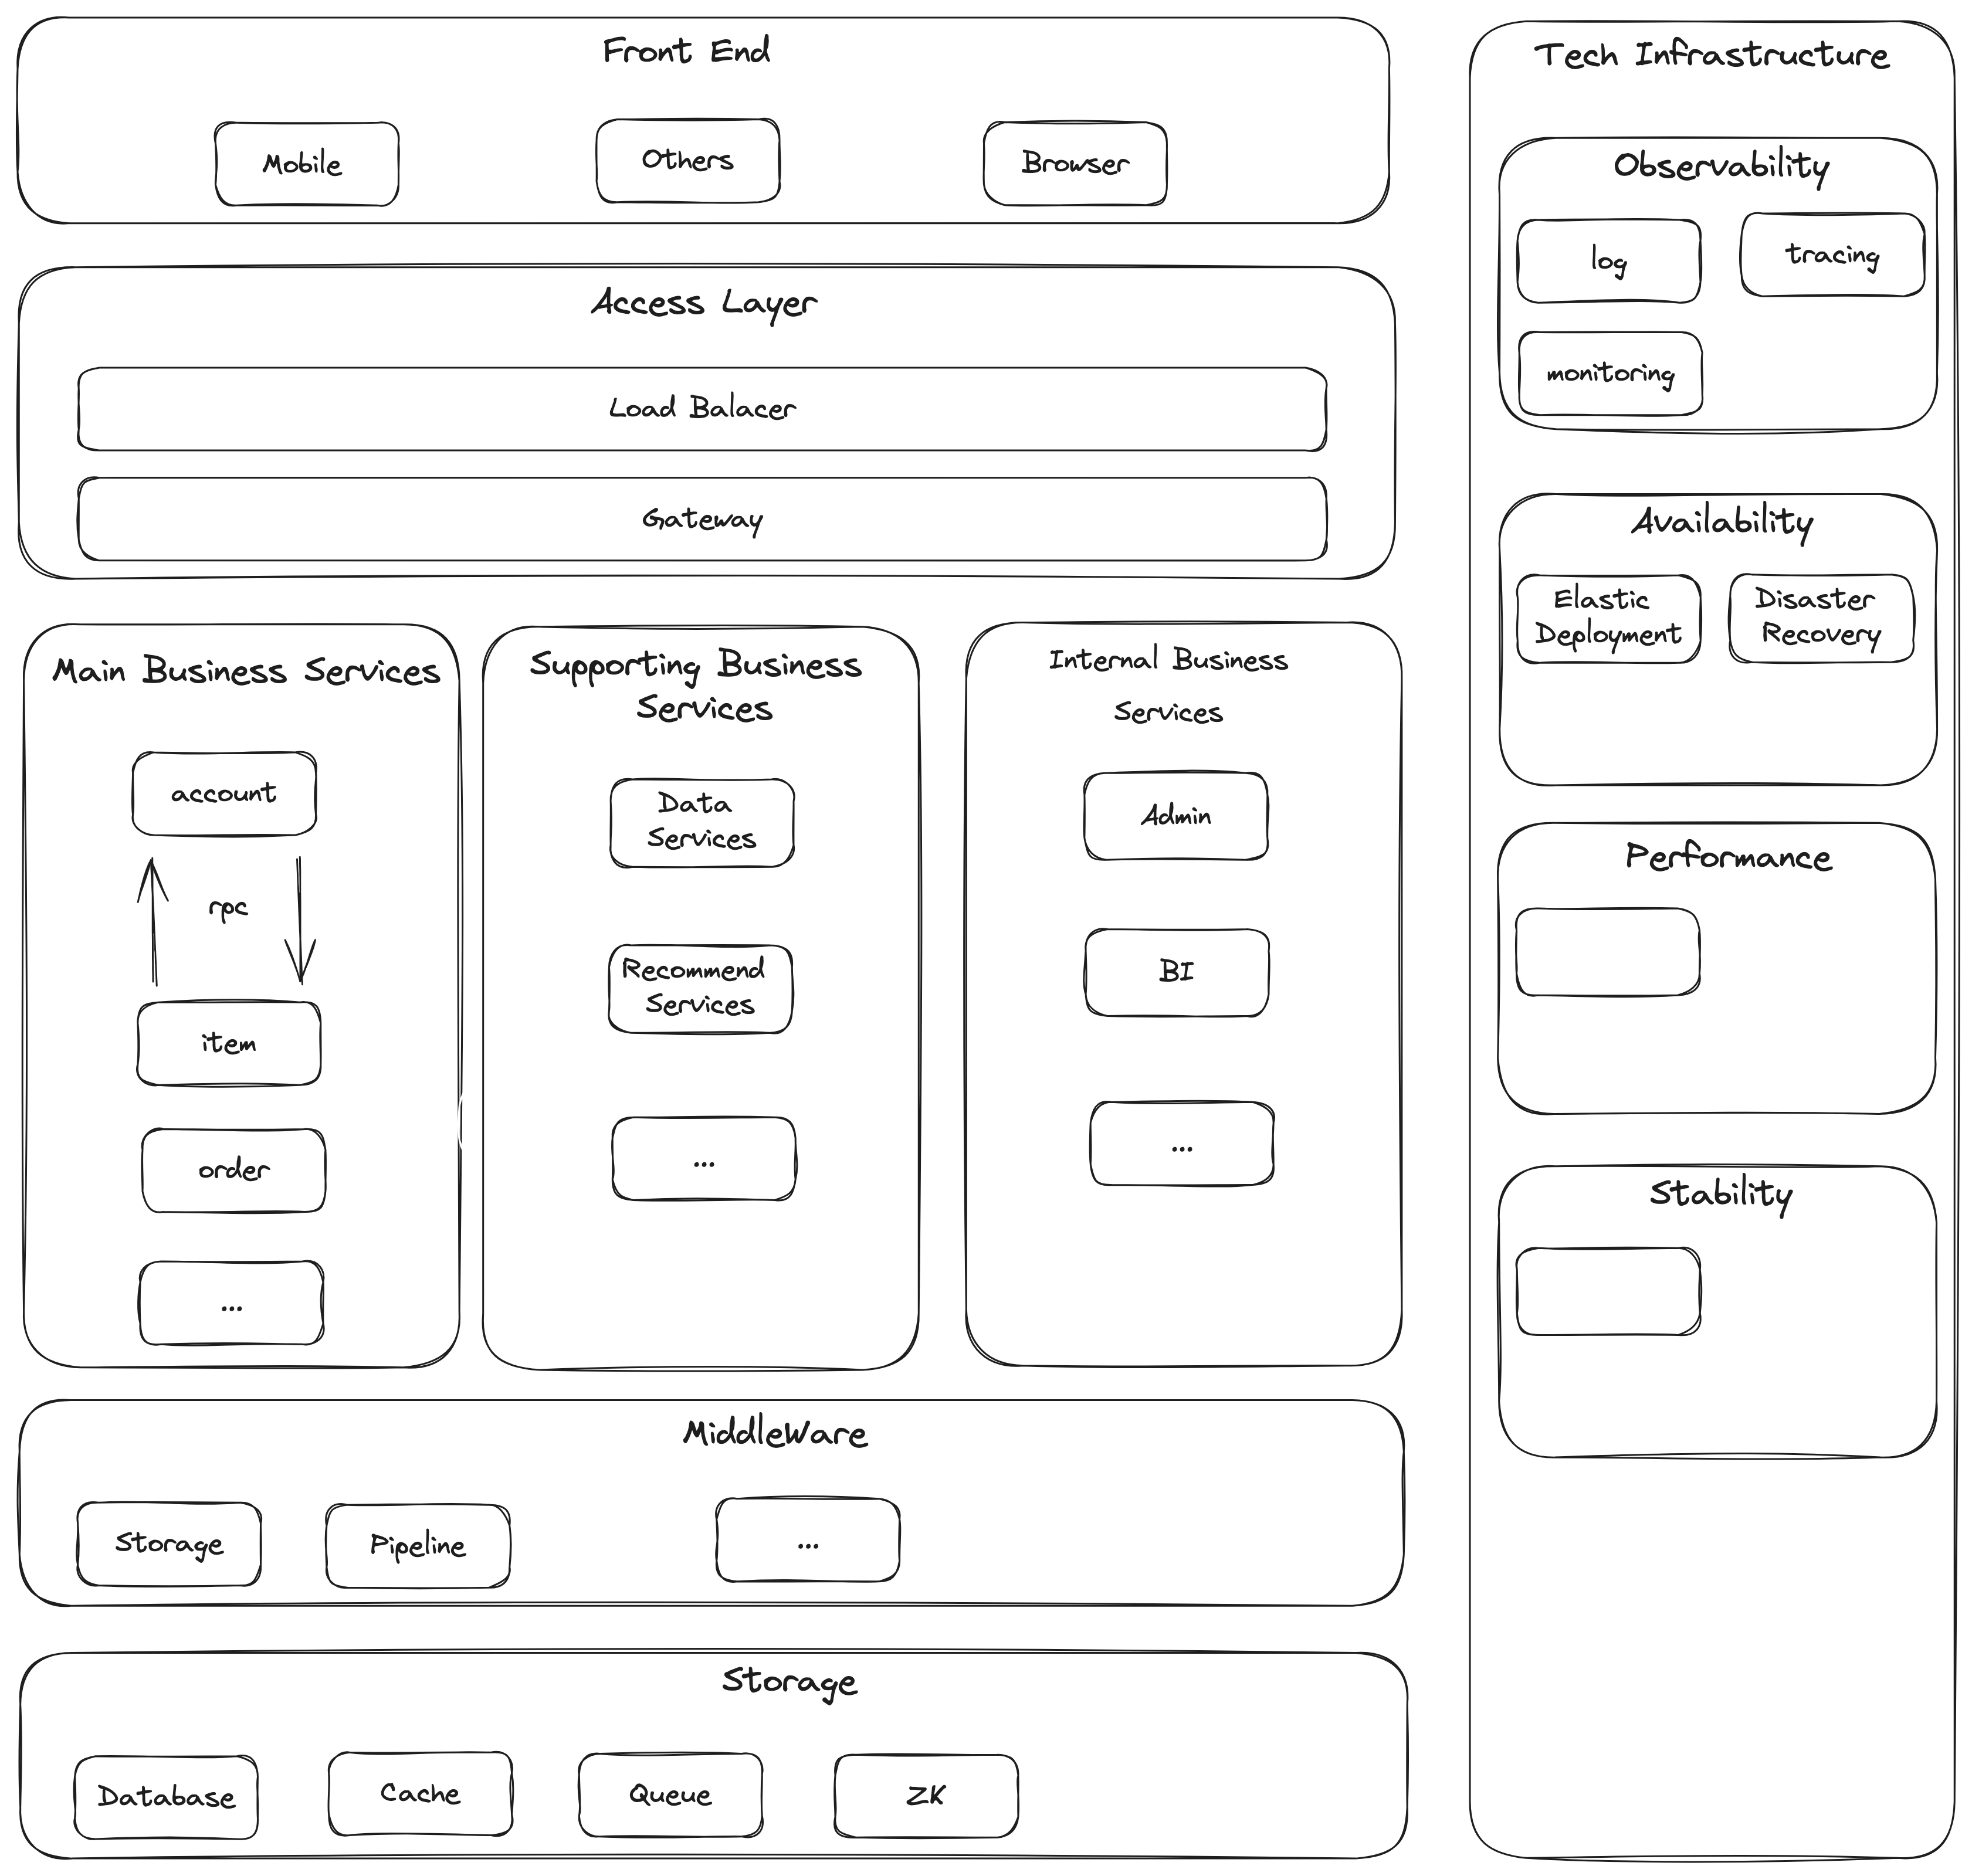 Front End
Mobile
Others
Browser
Access Layer
Load Balacer
Gateway
Main Business Services
account
rpc
item
order
...
Supporting Business
Services
Data
Services
Recommend
Services
...
Internal Business
Services
Admin
BI
...
MiddleWare
Storage
Pipeline
...
Storage
Database
Cache
Queue
ZK
Tech Infrastructure
Observability
log
tracing
monitoring
Availability
Elastic
Deployment
Disaster
Recovery
Performance
Stability